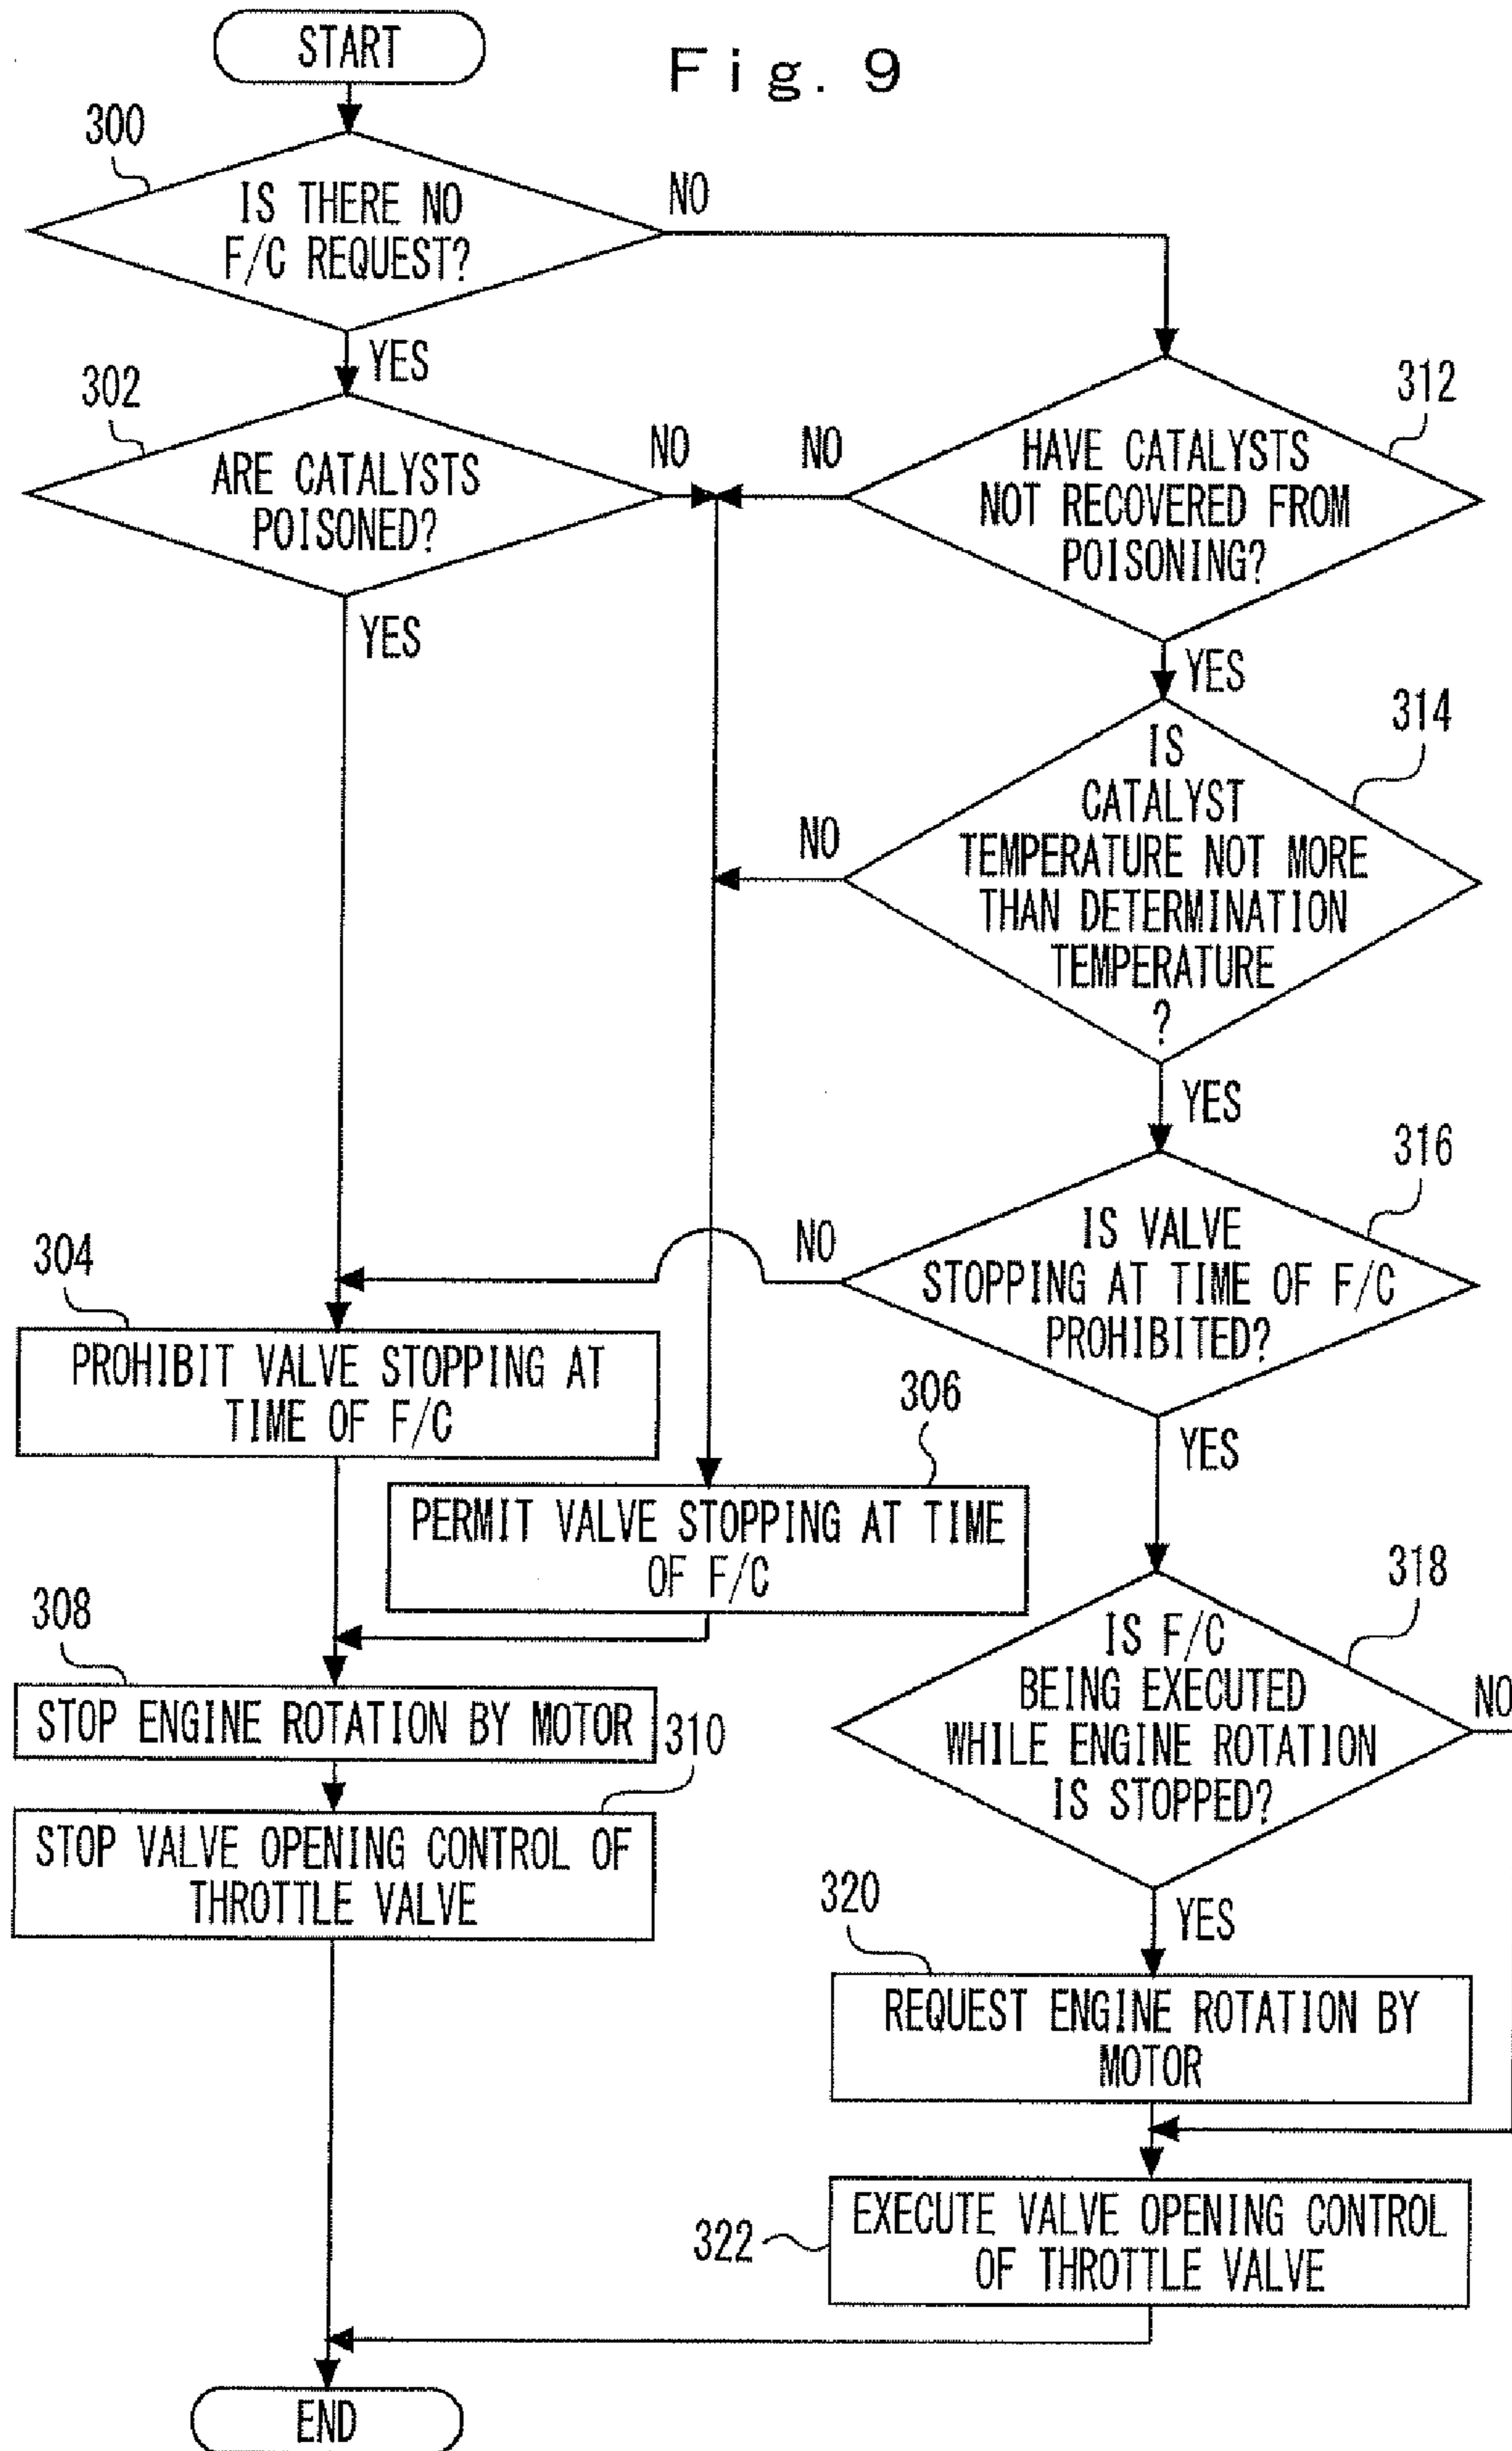 Fig. 9
START
300
IS THERE NO
F/C REQUEST?
NO
YES
302
ARE CATALYSTS
POISONED?
NO
YES
312
HAVE CATALYSTS
NOT RECOVERED FROM
POISONING?
NO
YES
314
IS
CATALYST
TEMPERATURE NOT MORE
THAN DETERMINATION
TEMPERATURE
?
NO
YES
316
IS VALVE
STOPPING AT TIME OF F/C
PROHIBITED?
NO
YES
304
PROHIBIT VALVE STOPPING AT
TIME OF F/C
306
PERMIT VALVE STOPPING AT TIME
OF F/C
308
STOP ENGINE ROTATION BY MOTOR
310
STOP VALVE OPENING CONTROL OF
THROTTLE VALVE
318
IS F/C
BEING EXECUTED
WHILE ENGINE ROTATION
IS STOPPED?
NO
YES
320
REQUEST ENGINE ROTATION BY
MOTOR
322
EXECUTE VALVE OPENING CONTROL
OF THROTTLE VALVE
END